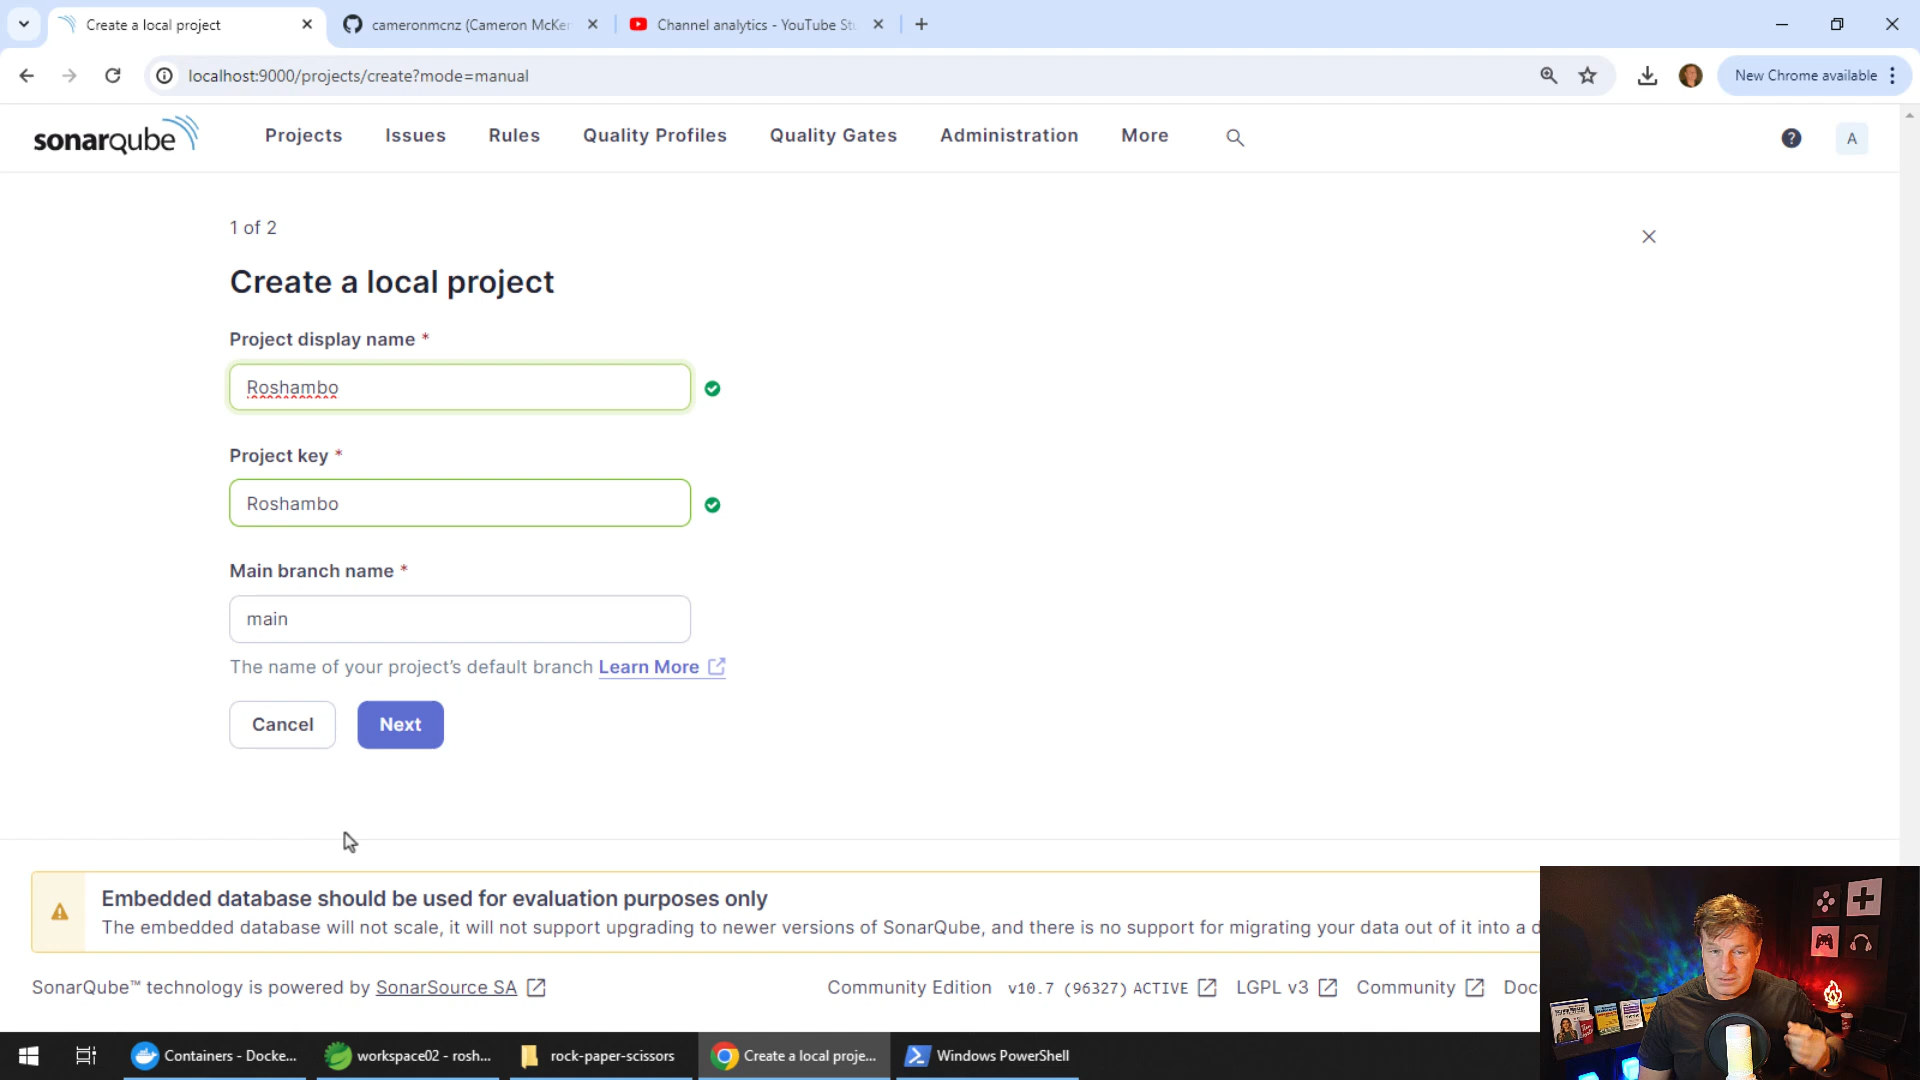 Create a local project
cameronmcnz (Cameron McKe
Channel analytics - YouTube St
localhost:9000/projects/create?mode=manual
New Chrome available
sonarqube
Projects
Issues
Rules
Quality Profiles
Quality Gates
Administration
More
A
1 of 2
Create a local project
Project display name *
Roshambo
Project key *
Roshambo
Main branch name *
main
The name of your project's default branch Learn More
Cancel
Next
Embedded database should be used for evaluation purposes only
The embedded database will not scale, it will not support upgrading to newer versions of SonarQube, and there is no support for migrating your data out of it into a d
SonarQube™ technology is powered by SonarSource SA
Community Edition v10.7 (96327) ACTIVE LGPL v3 Community Doc
Containers - Docke...
workspace02 - rosh...
rock-paper-scissors
Create a local proje...
Windows PowerShell